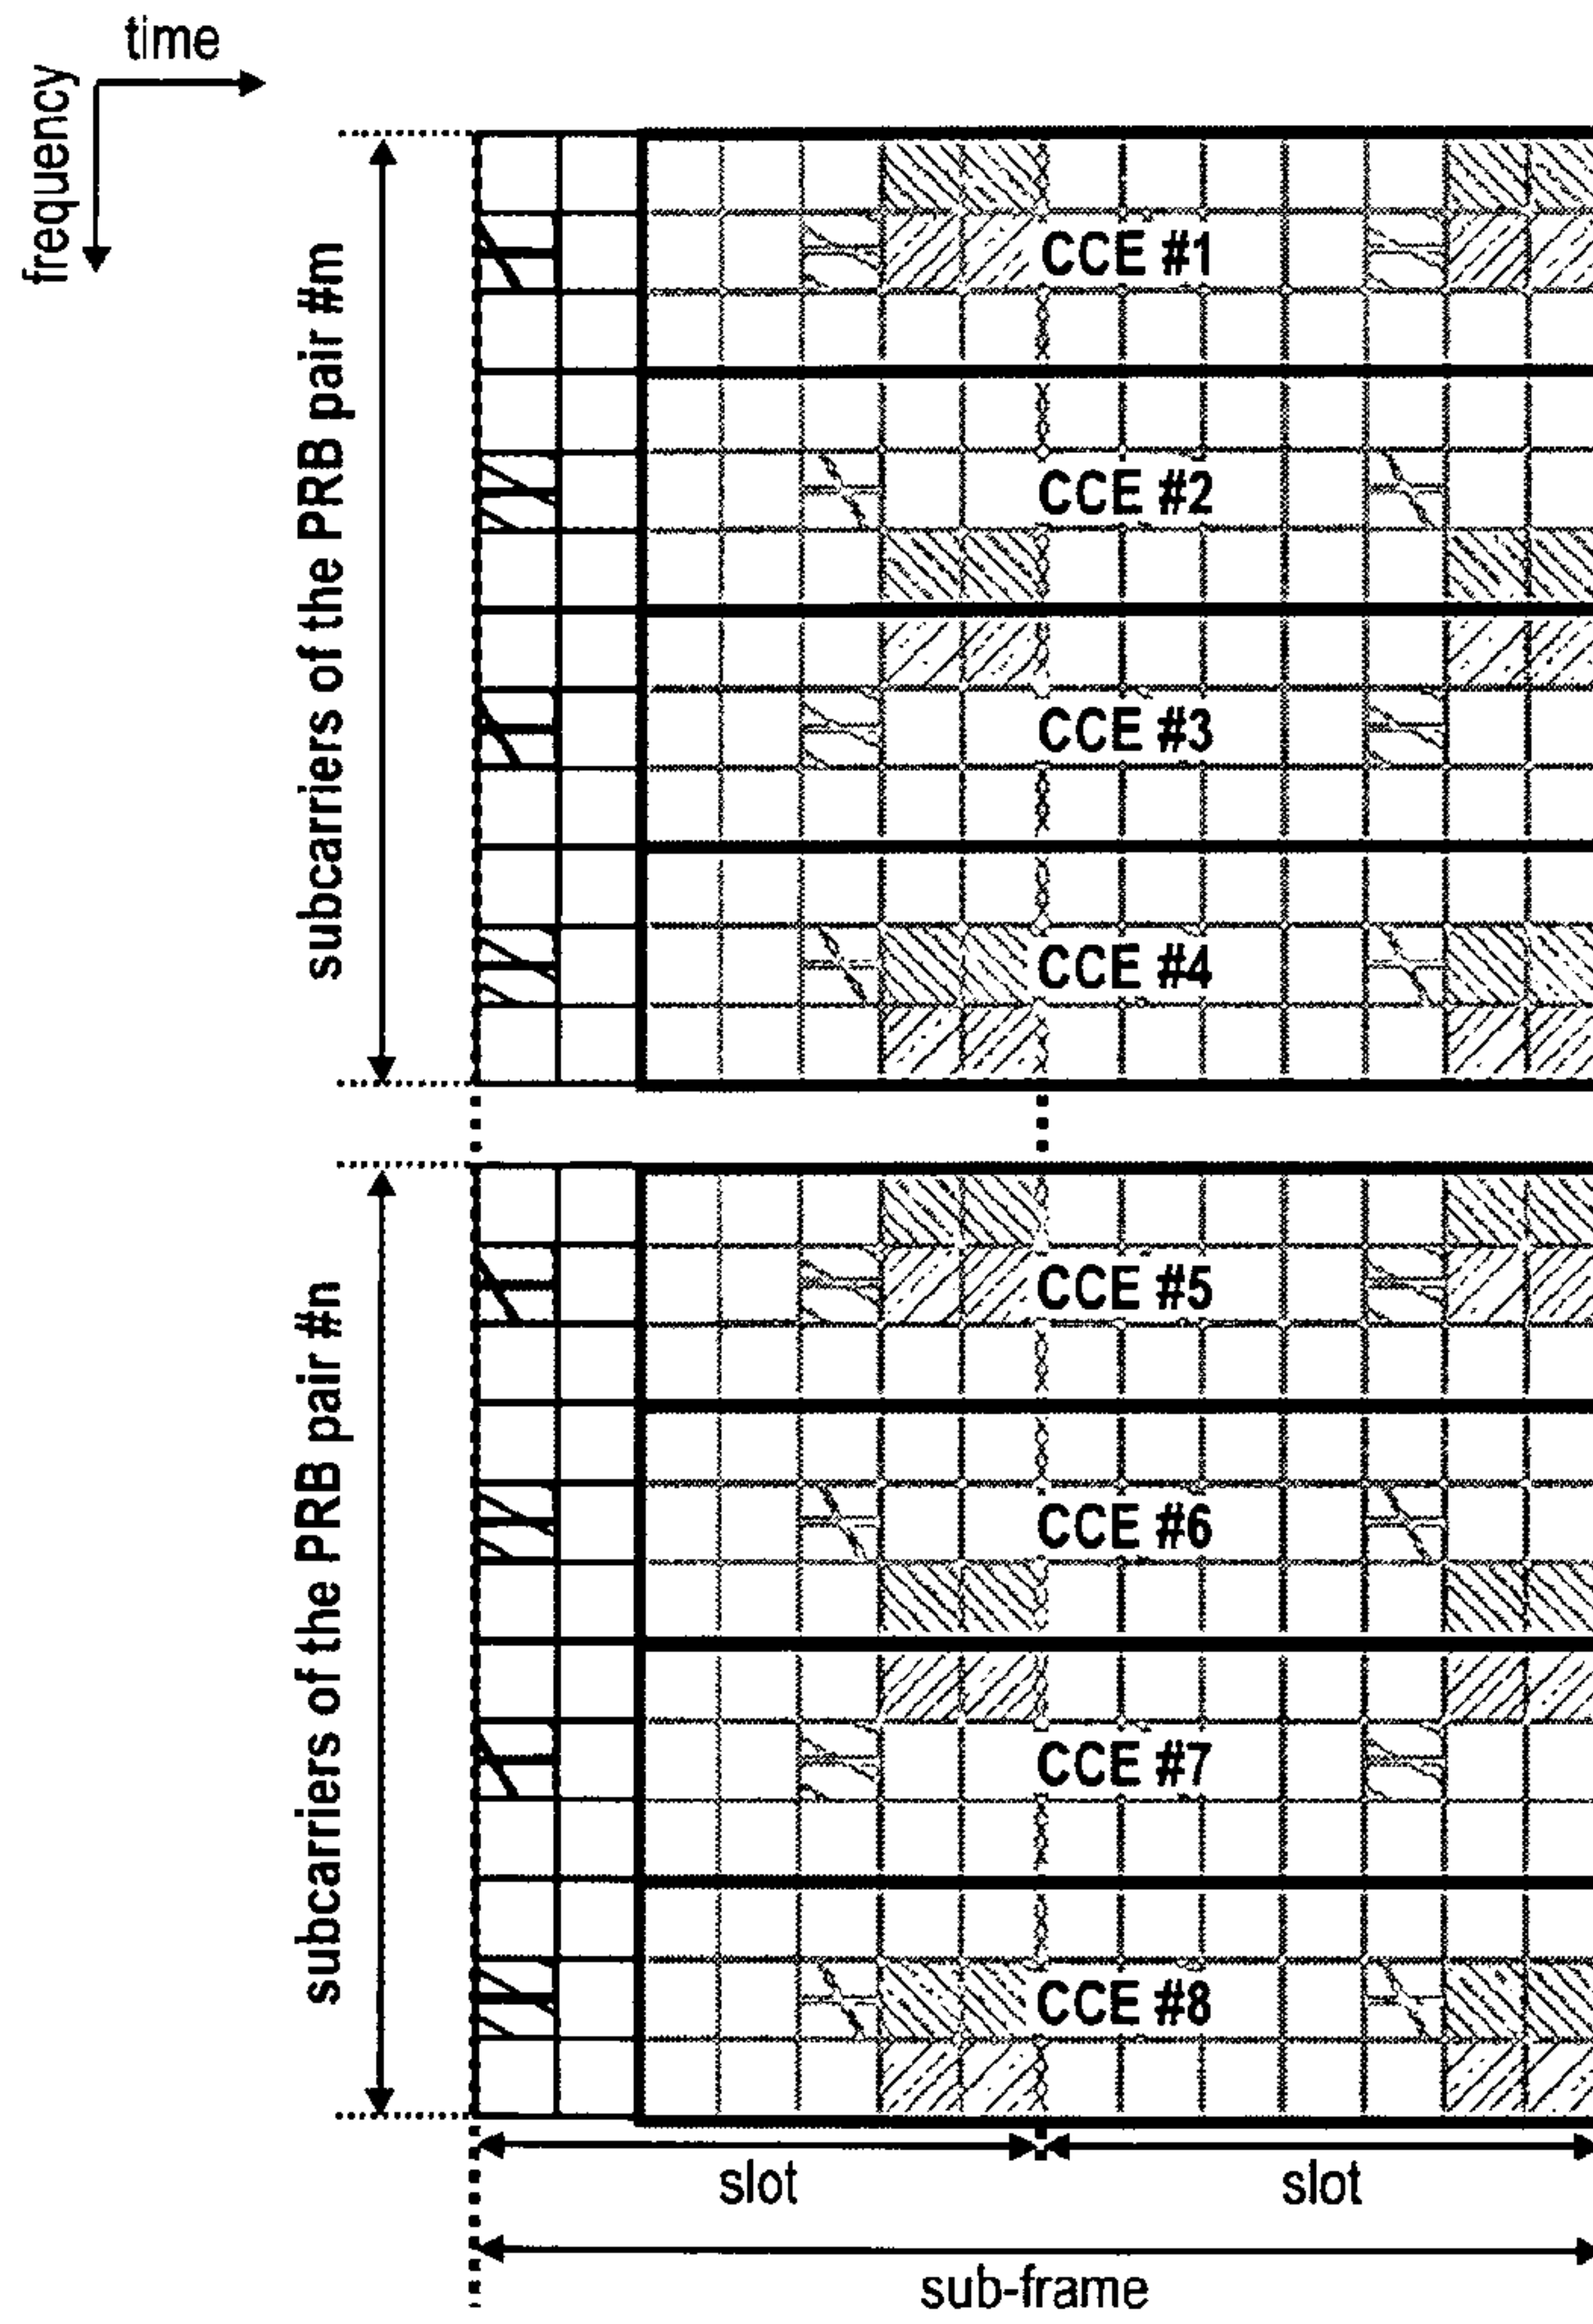 time
frequency
subcarriers of the PRB pair #m
CCE #1
CCE #2
CCE #3
CCE #4
subcarriers of the PRB pair #n
CCE #5
CCE #6
CCE #7
CCE #8
slot slot
sub-frame